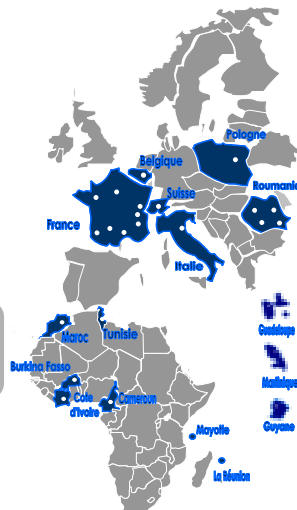 Pologne
Belgique
Roumanie
Suisse
France
Italie
Maroc
Tunisie
Guadeloupe
Burkina Fasso
Martinique
Cote
d'Ivoire
Cameroun
Guyane
Mayotte
La Réunion